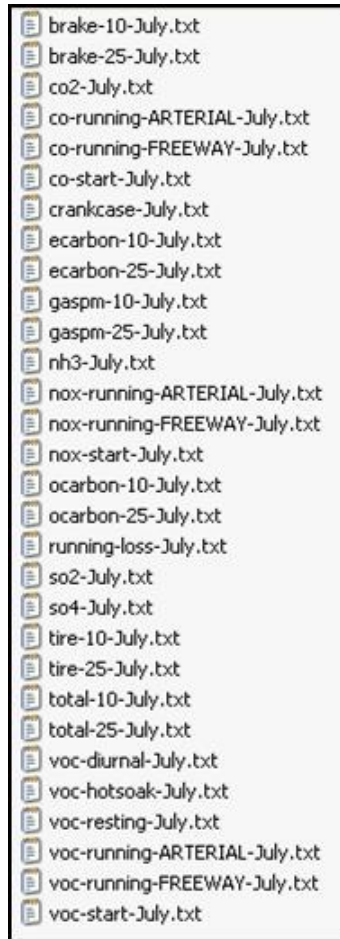 brake-10-July.txt
brake-25-July.txt
co2-July.txt
co-running-ARTERIAL-July.txt
co-running-FREEWAY-July.txt
co-start-July.txt
crankcase-July.txt
ecarbon-10-July.txt
ecarbon-25-July.txt
gaspm-10-July.txt
gaspm-25-July.txt
nh3-July.txt
nox-running-ARTERIAL-July.txt
nox-running-FREEWAY-July.txt
nox-start-July.txt
ocarbon-10-July.txt
ocarbon-25-July.txt
running-loss-July.txt
so2-July.txt
so4-July.txt
tire-10-July.txt
tire-25-July.txt
total-10-July.txt
total-25-July.txt
voc-diurnal-July.txt
voc-hotsoak-July.txt
voc-resting-July.txt
voc-running-ARTERIAL-July.txt
voc-running-FREEWAY-July.txt
voc-start-July.txt